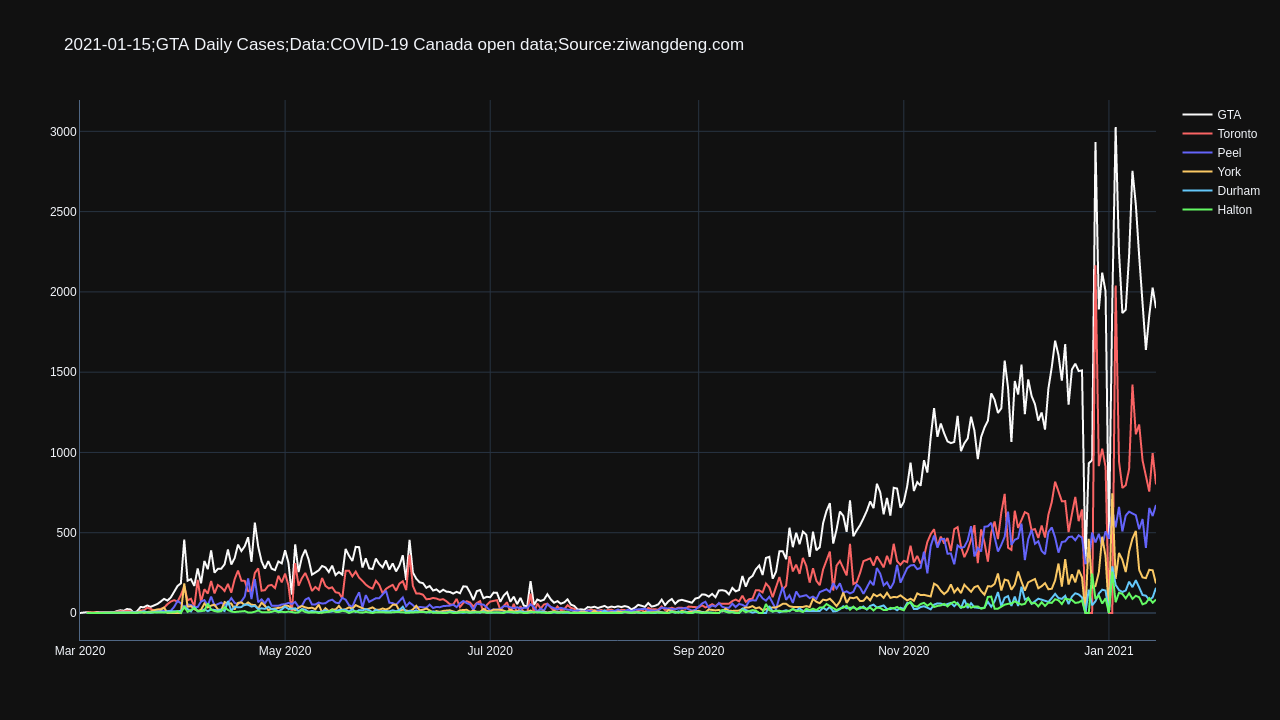 2021-01-15;GTA Daily Cases;Data:COVID-19 Canada open data;Source:ziwangdeng.com
GTA
Toronto
Peel
York
Durham
Halton
3000
2500
2000
1500
1000
500
0
Mar 2020
May 2020
Jul 2020
Sep 2020
Nov 2020
Jan 2021